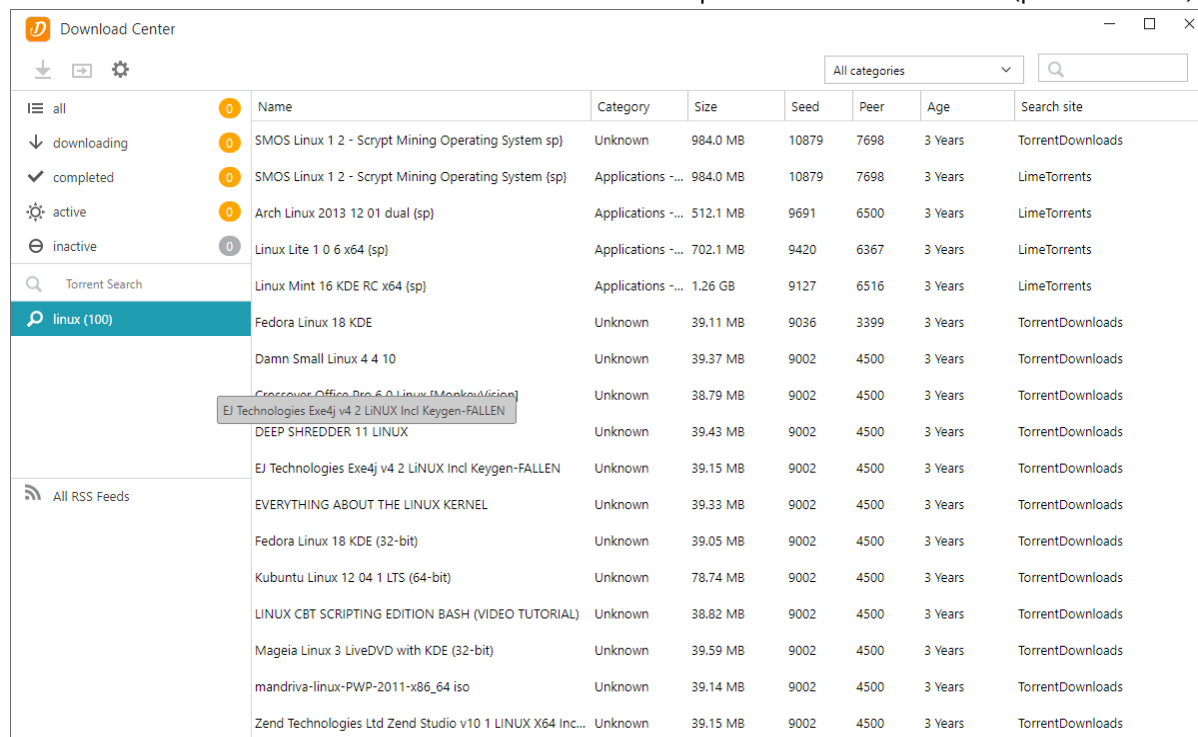 Download Center
All categories
all 0
downloading 0
completed 0
active 0
inactive 0
Torrent Search
linux (100)
All RSS Feeds
Name Category Size Seed Peer Age Search site
SMOS Linux 1 2 - Scrypt Mining Operating System sp} Unknown 984.0 MB 10879 7698 3 Years TorrentDownloads
SMOS Linux 1 2 - Scrypt Mining Operating System {sp} Applications -... 984.0 MB 10879 7698 3 Years LimeTorrents
Arch Linux 2013 12 01 dual {sp} Applications -... 512.1 MB 9691 6500 3 Years LimeTorrents
Linux Lite 1 0 6 x64 {sp} Applications -... 702.1 MB 9420 6367 3 Years LimeTorrents
Linux Mint 16 KDE RC x64 {sp} Applications -... 1.26 GB 9127 6516 3 Years LimeTorrents
Fedora Linux 18 KDE Unknown 39.11 MB 9036 3399 3 Years TorrentDownloads
Damn Small Linux 4 4 10 Unknown 39.37 MB 9002 4500 3 Years TorrentDownloads
Crossover Office Pro 6 0 Linux [MonkeyVision] Unknown 38.79 MB 9002 4500 3 Years TorrentDownloads
EJ Technologies Exe4j v4 2 LiNUX Incl Keygen-FALLEN
DEEP SHREDDER 11 LINUX Unknown 39.43 MB 9002 4500 3 Years TorrentDownloads
EJ Technologies Exe4j v4 2 LiNUX Incl Keygen-FALLEN Unknown 39.15 MB 9002 4500 3 Years TorrentDownloads
EVERYTHING ABOUT THE LINUX KERNEL Unknown 39.33 MB 9002 4500 3 Years TorrentDownloads
Fedora Linux 18 KDE (32-bit) Unknown 39.05 MB 9002 4500 3 Years TorrentDownloads
Kubuntu Linux 12 04 1 LTS (64-bit) Unknown 78.74 MB 9002 4500 3 Years TorrentDownloads
LINUX CBT SCRIPTING EDITION BASH (VIDEO TUTORIAL) Unknown 38.82 MB 9002 4500 3 Years TorrentDownloads
Mageia Linux 3 LiveDVD with KDE (32-bit) Unknown 39.59 MB 9002 4500 3 Years TorrentDownloads
mandriva-linux-PWP-2011-x86_64 iso Unknown 39.14 MB 9002 4500 3 Years TorrentDownloads
Zend Technologies Ltd Zend Studio v10 1 LINUX X64 Inc... Unknown 39.15 MB 9002 4500 3 Years TorrentDownloads